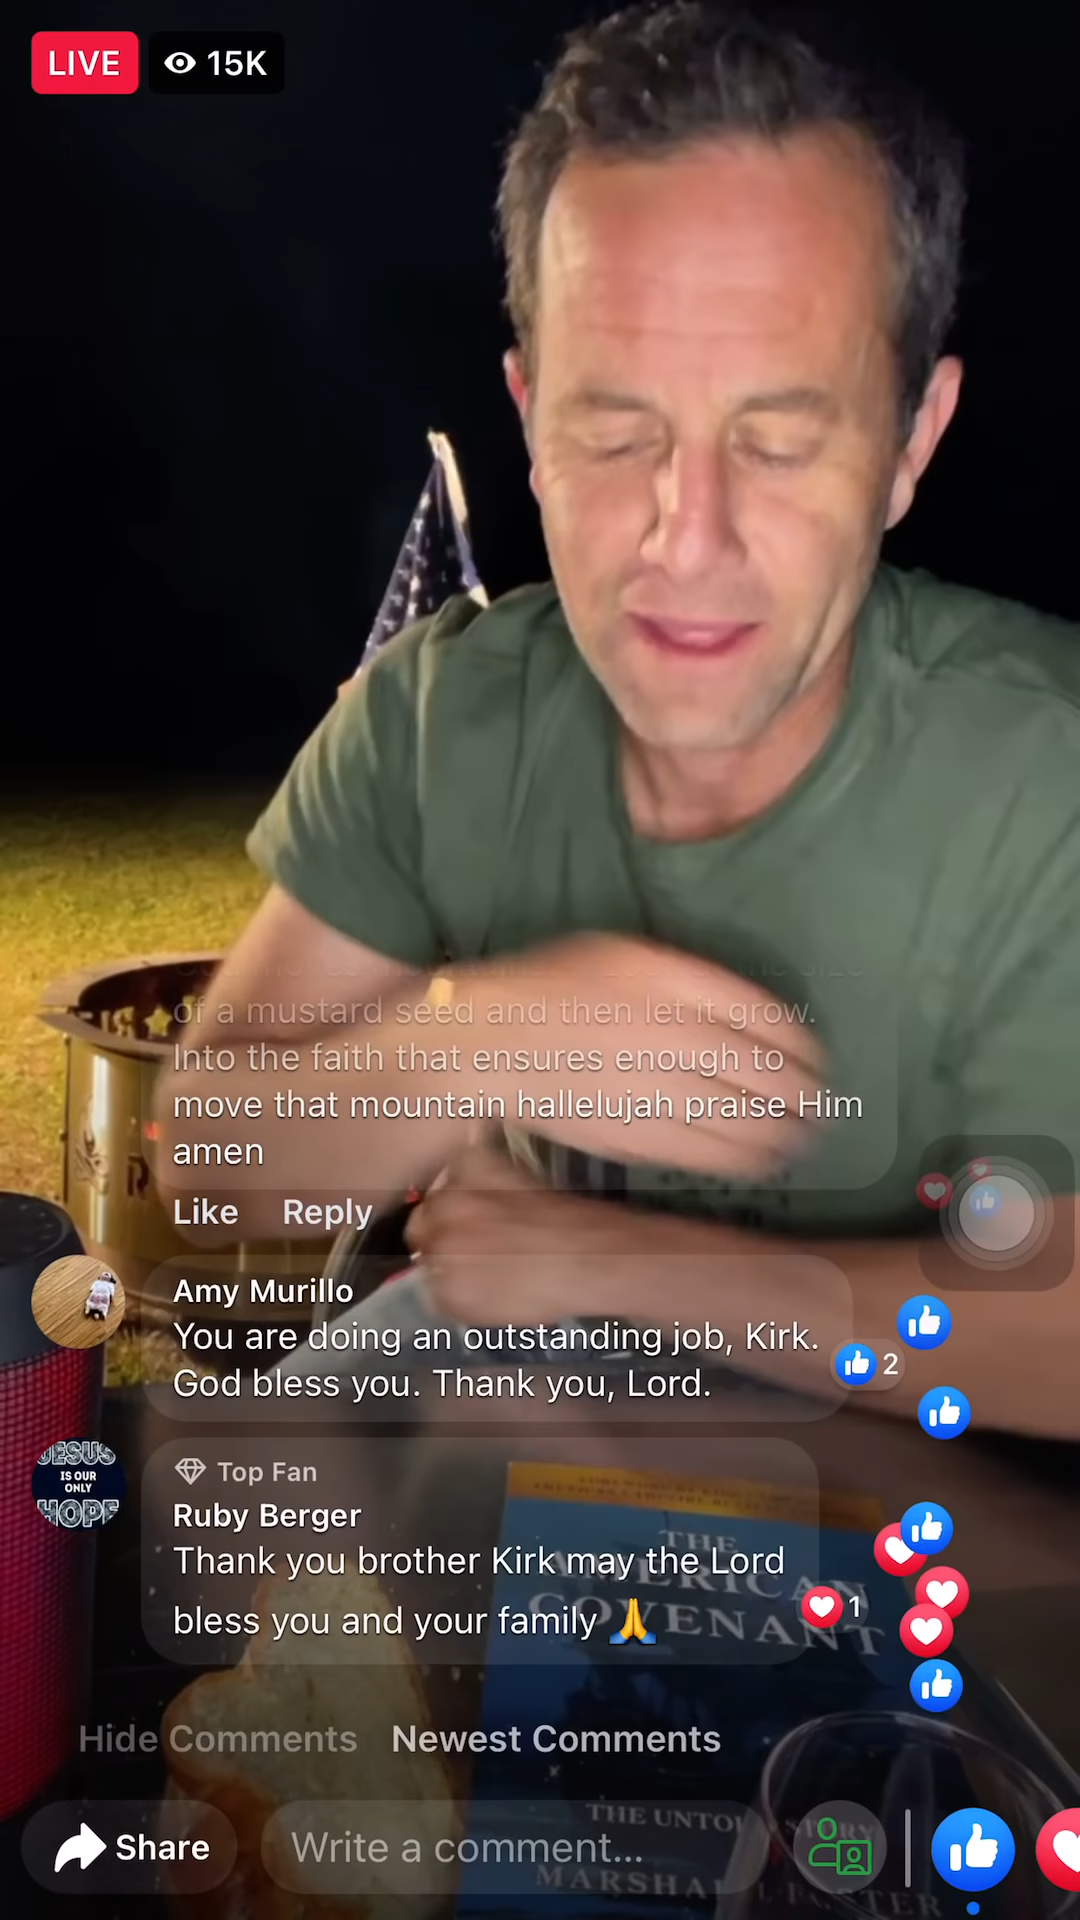 LIVE
15K
of a mustard seed and then let it grow.
Into the faith that ensures enough to
move that mountain hallelujah praise Him
amen
Like Reply
Amy Murillo
You are doing an outstanding job, Kirk.
God bless you. Thank you, Lord.
2
JESUS
IS OUR
ONLY
HOPE
Top Fan
Ruby Berger
Thank you brother Kirk may the Lord
bless you and your family 🙏
1
THE
AMERICAN
COVENANT
Hide Comments Newest Comments
THE UNTOLD STORY
MARSHALL FOSTER
Share
Write a comment...